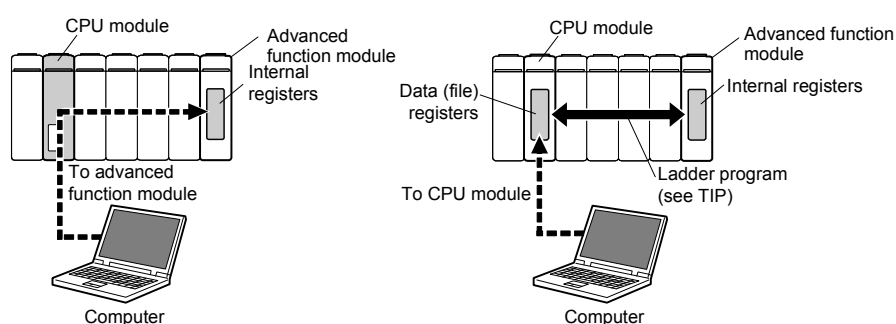 CPU module
Advanced
function module
Internal
registers
To advanced
function module
Computer
CPU module
Advanced function
module
Data (file)
registers
Internal registers
Ladder program
(see TIP)
To CPU module
Computer